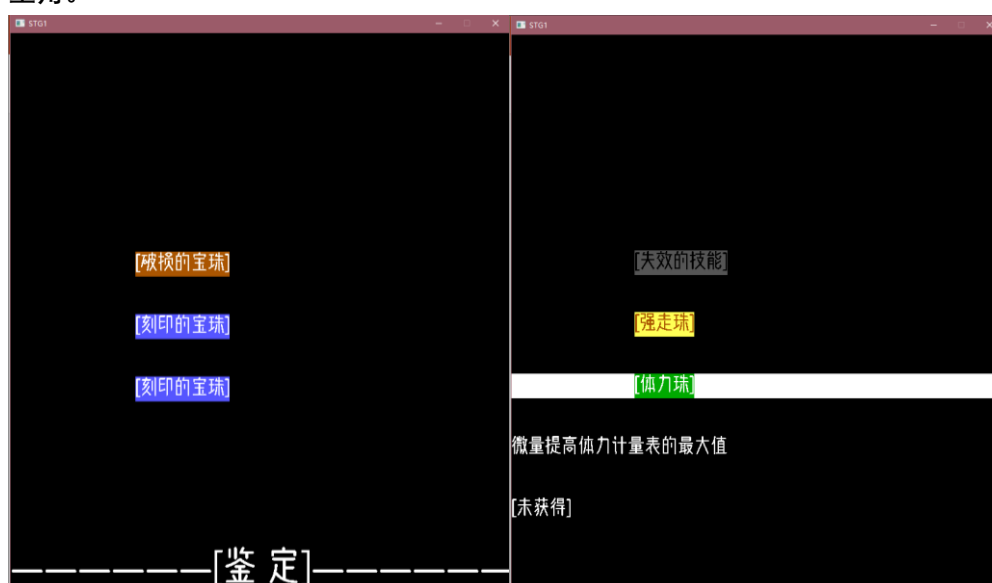 STG1
[破损的宝珠]
[刻印的宝珠]
[刻印的宝珠]
——————[鉴 定]——————
STG1
[失效的技能]
[强走珠]
[体力珠]
微量提高体力计量表的最大值
[未获得]